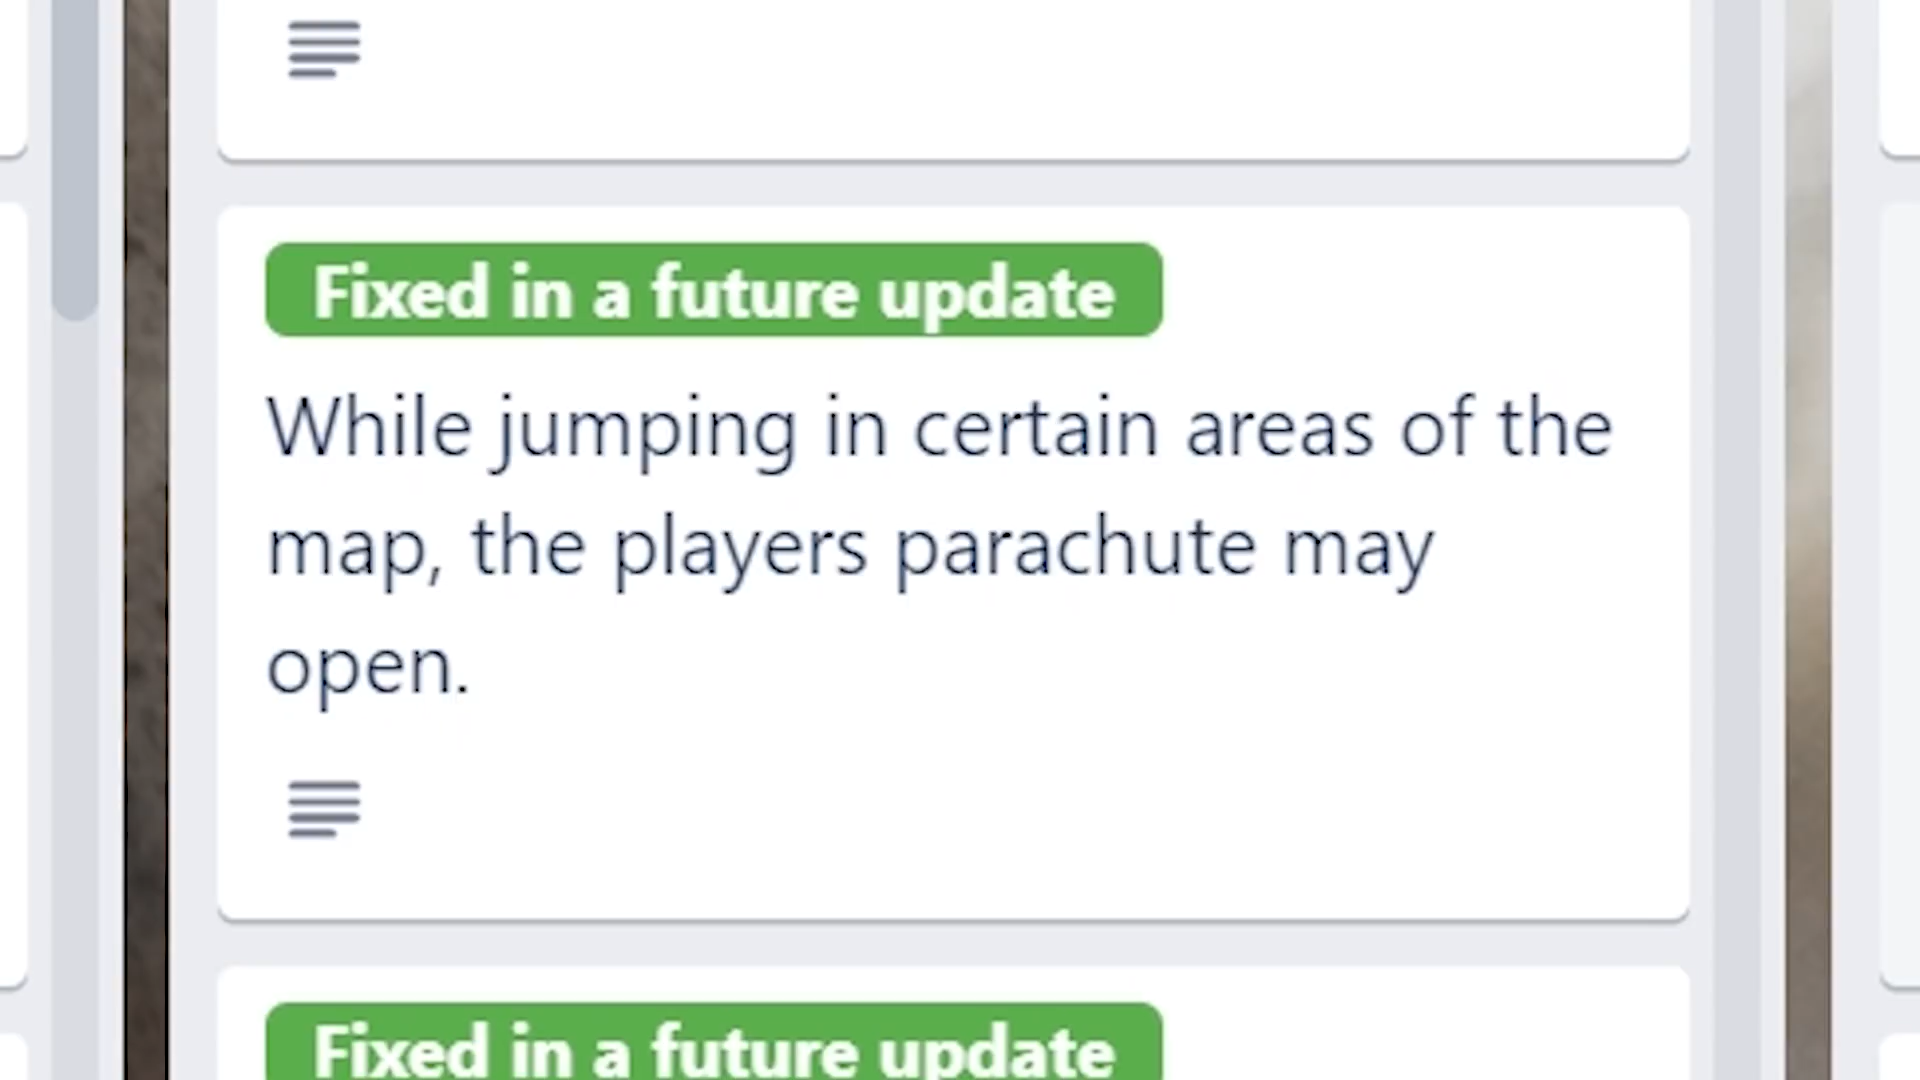 Fixed in a future update
While jumping in certain areas of the
map, the players parachute may
open.
Fixed in a future update